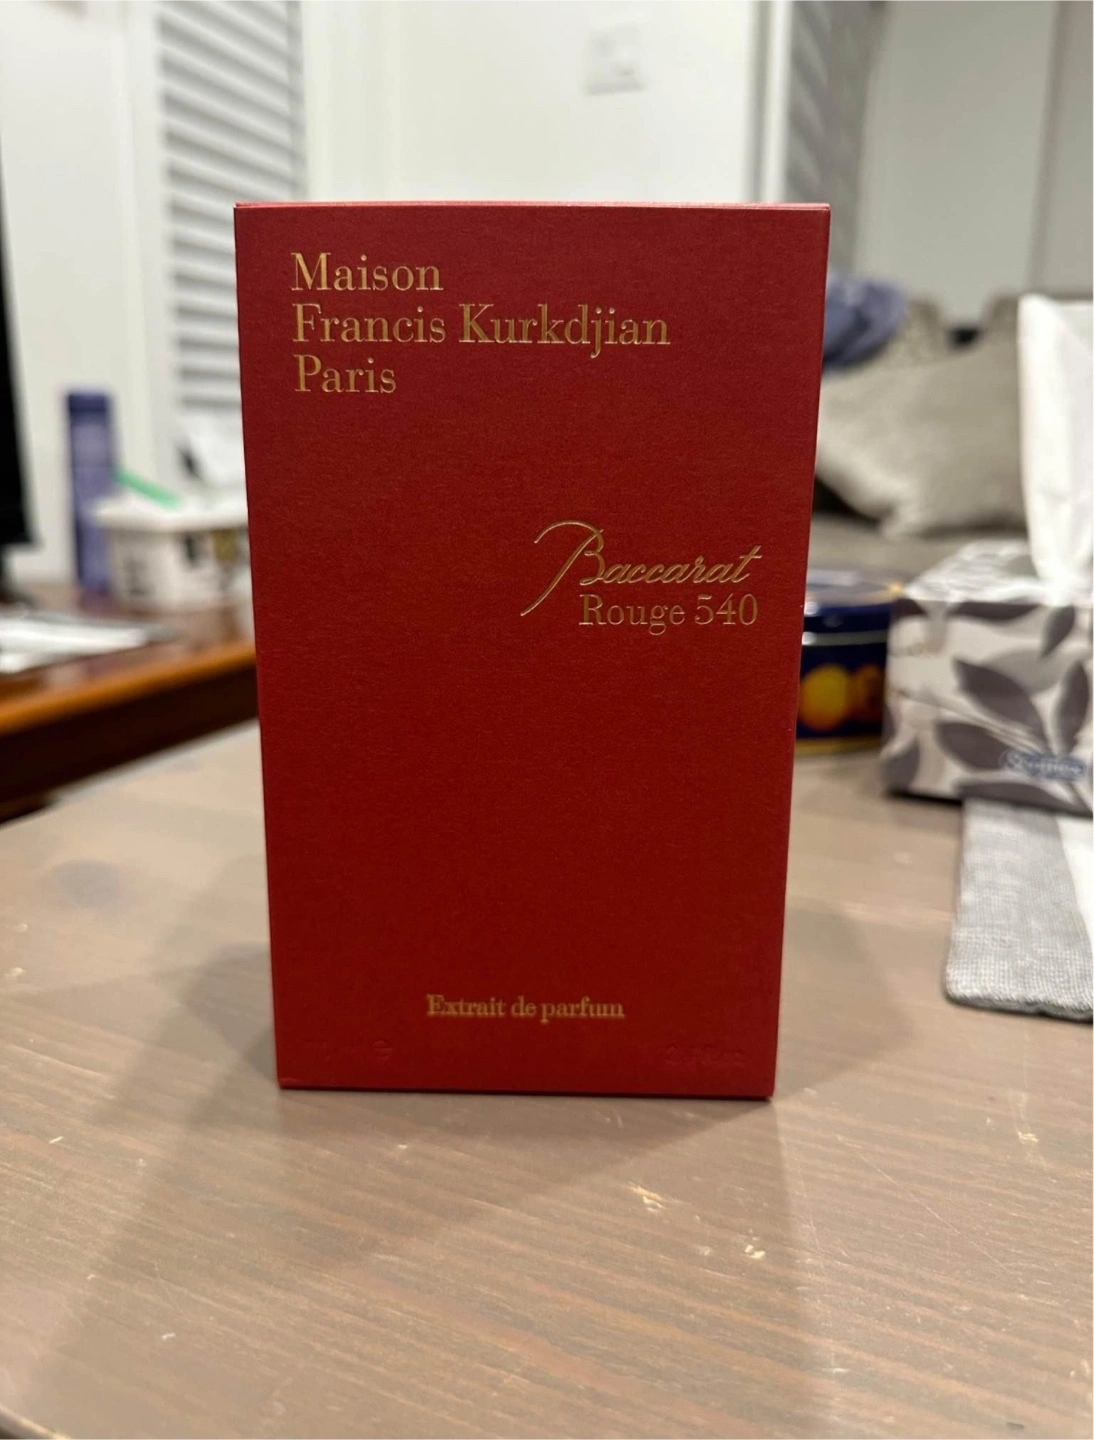 Maison
Francis Kurkdjian
Paris
Baccarat
Rouge 540
Extrait de parfum